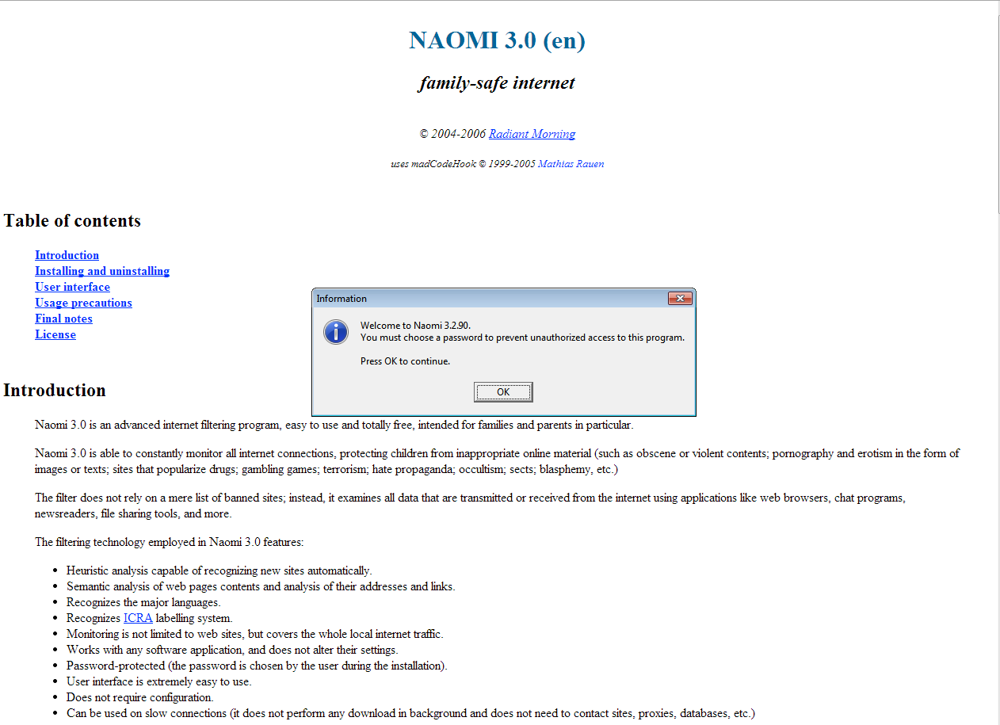 NAOMI 3.0 (en)
family-safe internet
© 2004-2006 Radiant Morning
uses madCodeHook © 1999-2005 Mathias Rauen
Table of contents
Introduction
Installing and uninstalling
User interface
Usage precautions
Final notes
License
Information
Welcome to Naomi 3.2.90.
You must choose a password to prevent unauthorized access to this program.
Press OK to continue.
OK
Introduction
Naomi 3.0 is an advanced internet filtering program, easy to use and totally free, intended for families and parents in particular.
Naomi 3.0 is able to constantly monitor all internet connections, protecting children from inappropriate online material (such as obscene or violent contents; pornography and erotism in the form of
images or texts; sites that popularize drugs; gambling games; terrorism; hate propaganda; occultism; sects; blasphemy, etc.)
The filter does not rely on a mere list of banned sites; instead, it examines all data that are transmitted or received from the internet using applications like web browsers, chat programs,
newsreaders, file sharing tools, and more.
The filtering technology employed in Naomi 3.0 features:
• Heuristic analysis capable of recognizing new sites automatically.
• Semantic analysis of web pages contents and analysis of their addresses and links.
• Recognizes the major languages.
• Recognizes ICRA labelling system.
• Monitoring is not limited to web sites, but covers the whole local internet traffic.
• Works with any software application, and does not alter their settings.
• Password-protected (the password is chosen by the user during the installation).
• User interface is extremely easy to use.
• Does not require configuration.
• Can be used on slow connections (it does not perform any download in background and does not need to contact sites, proxies, databases, etc.)